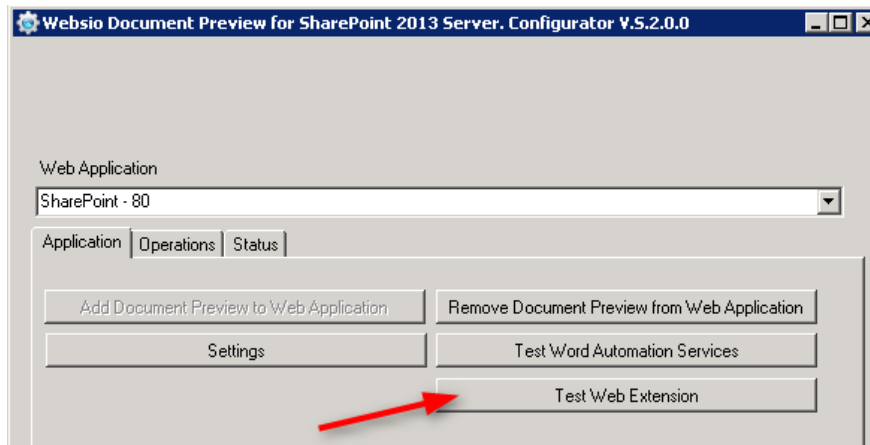 Websio Document Preview for SharePoint 2013 Server. Configurator V.S.2.0.0
Web Application
SharePoint - 80
Application Operations Status
Add Document Preview to Web Application Remove Document Preview from Web Application
Settings Test Word Automation Services
Test Web Extension